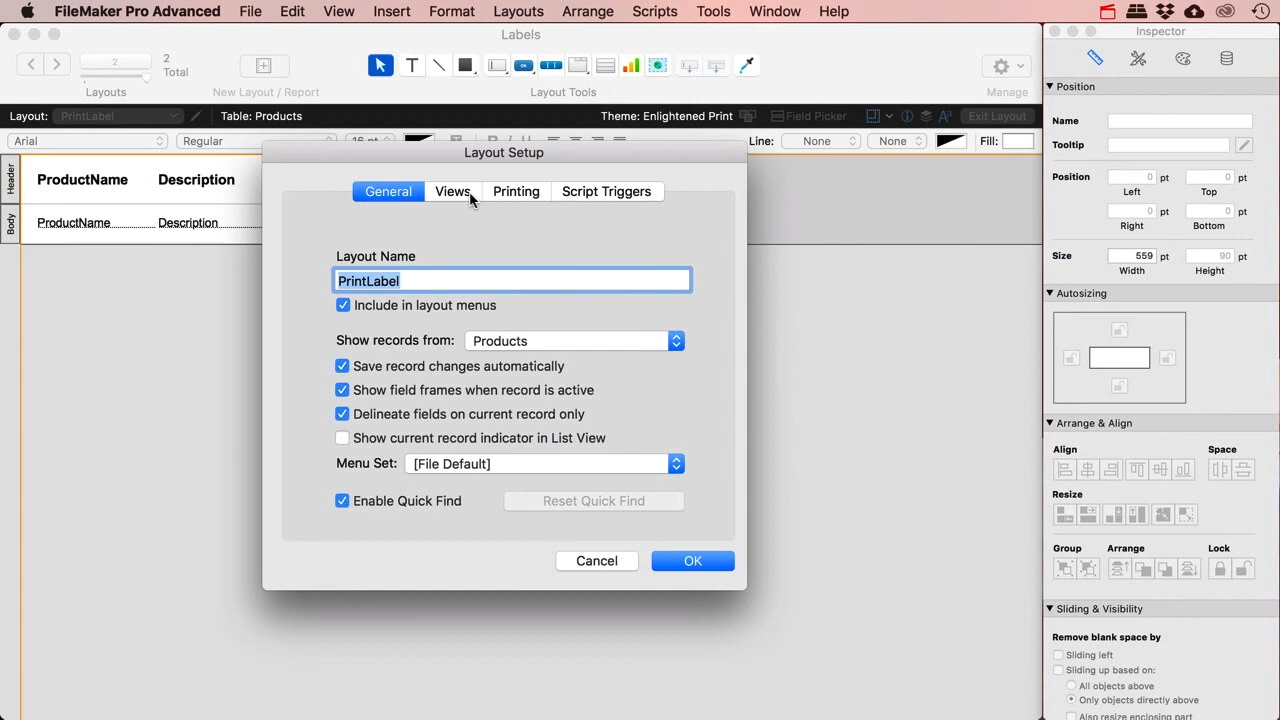 FileMaker Pro Advanced File Edit View Insert Format Layouts Arrange Scripts Tools Window Help
Labels
Inspector
2
2
Total
Layouts
New Layout / Report
Layout Tools
Manage
Layout: PrintLabel
Table: Products
Theme: Enlightened Print
Field Picker
Exit Layout
Arial
Regular
16 pt
Line:
None
None
Fill:
Header
ProductName
Description
Body
ProductName
Description
Layout Setup
General
Views
Printing
Script Triggers
Layout Name
PrintLabel
Include in layout menus
Show records from: Products
Save record changes automatically
Show field frames when record is active
Delineate fields on current record only
Show current record indicator in List View
Menu Set: [File Default]
Enable Quick Find
Reset Quick Find
Cancel
OK
Position
Name
Tooltip
Position
0 pt
0 pt
Left
Top
0 pt
0 pt
Right
Bottom
Size
559 pt
90 pt
Width
Height
Autosizing
Arrange & Align
Align
Space
Resize
Group
Arrange
Lock
Sliding & Visibility
Remove blank space by
Sliding left
Sliding up based on:
All objects above
Only objects directly above
Also resize enclosing part